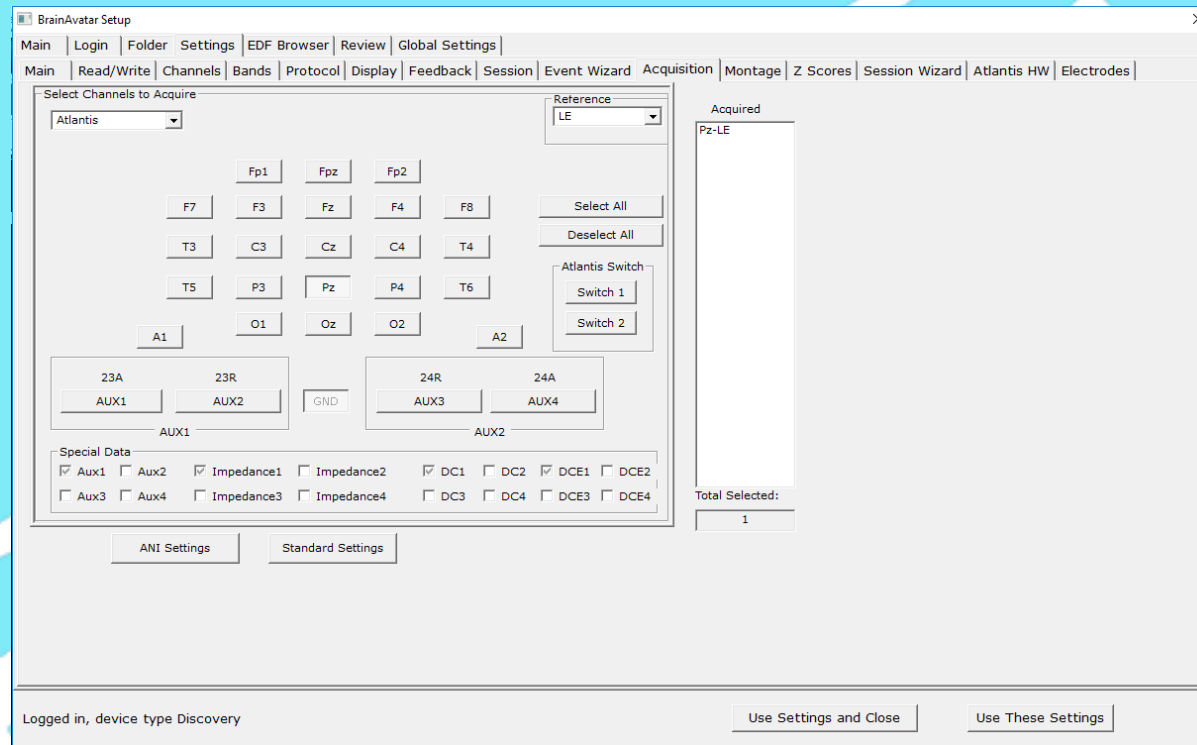 BrainAvatar Setup
Main Login Folder Settings EDF Browser Review Global Settings
Main Read/Write Channels Bands Protocol Display Feedback Session Event Wizard Acquisition Montage Z Scores Session Wizard Atlantis HW Electrodes
Select Channels to Acquire
Atlantis
Reference
LE
Acquired
Pz-LE
Fp1 Fpz Fp2
F7 F3 Fz F4 F8
Select All
Deselect All
T3 C3 Cz C4 T4
Atlantis Switch
T5 P3 Pz P4 T6
Switch 1
O1 Oz O2
Switch 2
A1 A2
23A 23R 24R 24A
AUX1 AUX2 GND AUX3 AUX4
AUX1 AUX2
Special Data
Aux1 Aux2 Impedance1 Impedance2 DC1 DC2 DCE1 DCE2
Aux3 Aux4 Impedance3 Impedance4 DC3 DC4 DCE3 DCE4
Total Selected:
1
ANI Settings Standard Settings
Logged in, device type Discovery
Use Settings and Close Use These Settings